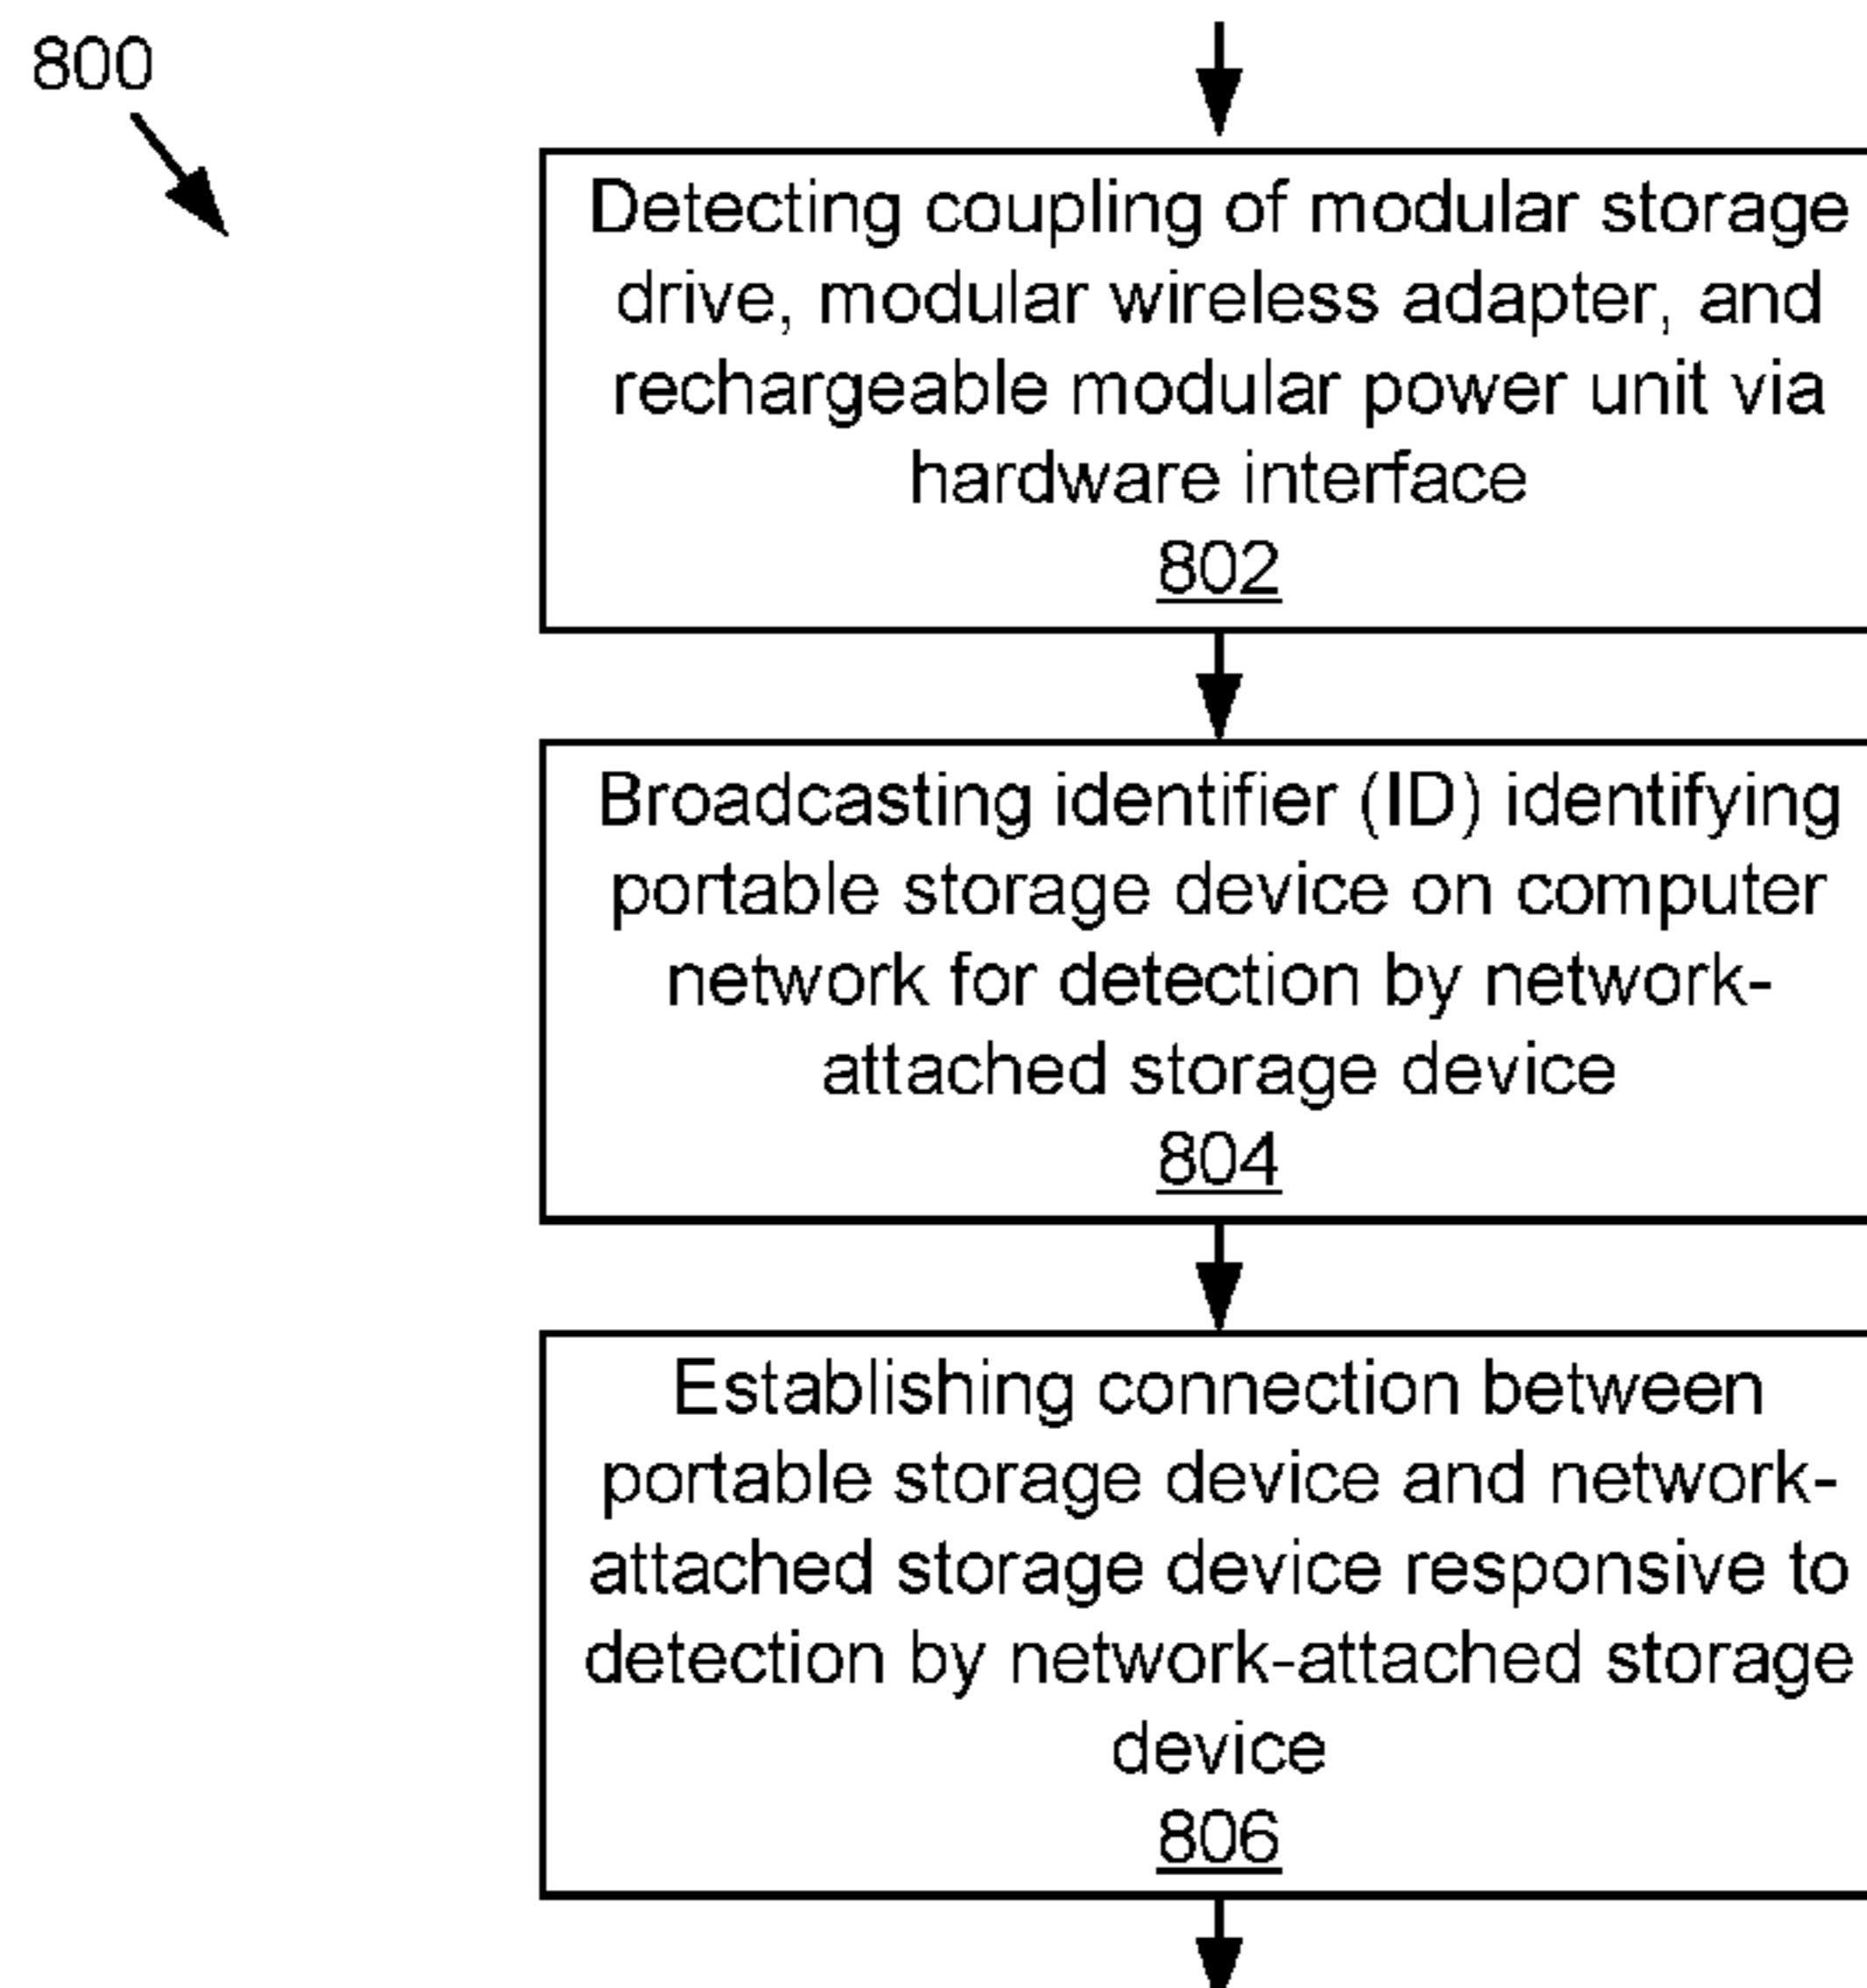 800
Detecting coupling of modular storage
drive, modular wireless adapter, and
rechargeable modular power unit via
hardware interface
802
Broadcasting identifier (ID) identifying
portable storage device on computer
network for detection by network-
attached storage device
804
Establishing connection between
portable storage device and network-
attached storage device responsive to
detection by network-attached storage
device
806